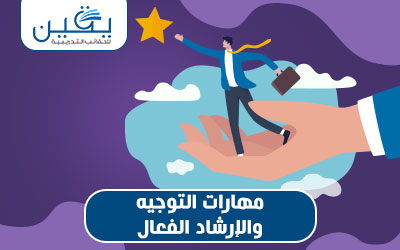 يقين
للحقائب التدريبية
مهارات التوجيه
والإرشاد الفعال